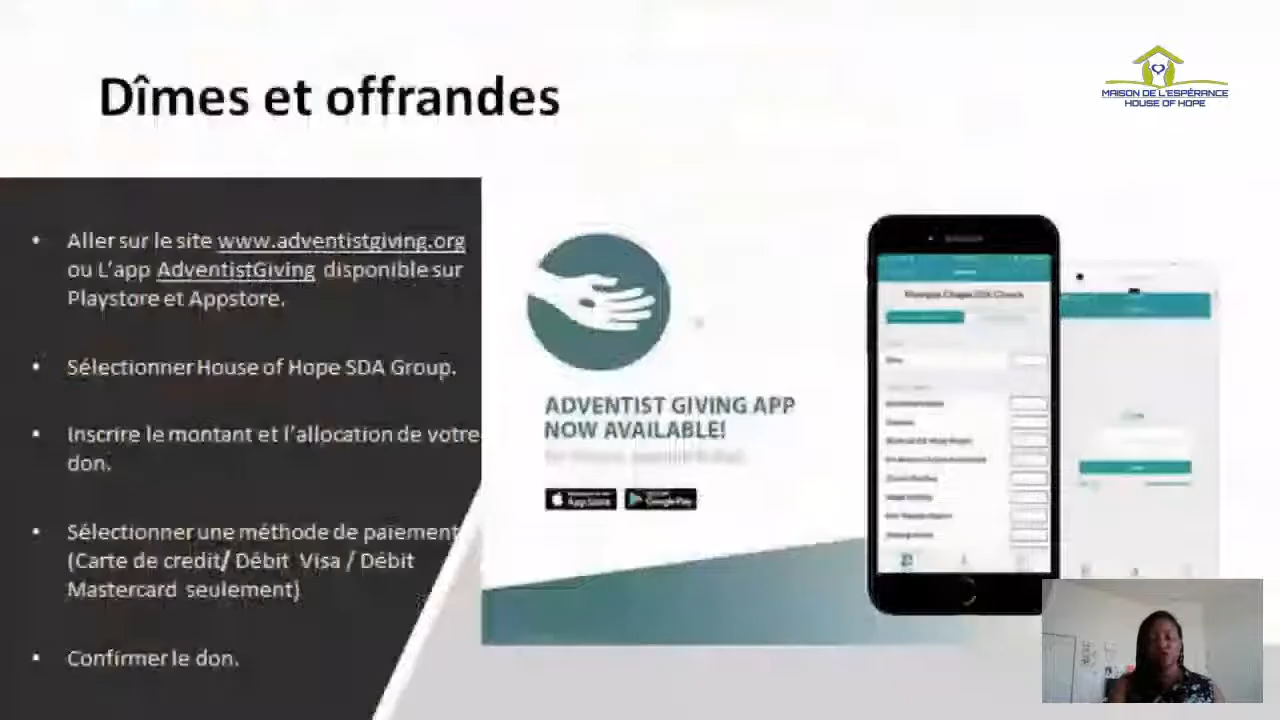 Dîmes et offrandes
MAISON DE L'ESPÉRANCE
HOUSE OF HOPE
• Aller sur le site www.adventistgiving.org
ou L'app AdventistGiving disponible sur
Playstore et Appstore.
• Sélectionner House of Hope SDA Group.
• Inscrire le montant et l'allocation de votre
don.
• Sélectionner une méthode de paiement
(Carte de credit/ Débit Visa / Débit
Mastercard seulement)
• Confirmer le don.
ADVENTIST GIVING APP
NOW AVAILABLE!
App Store
Google Play